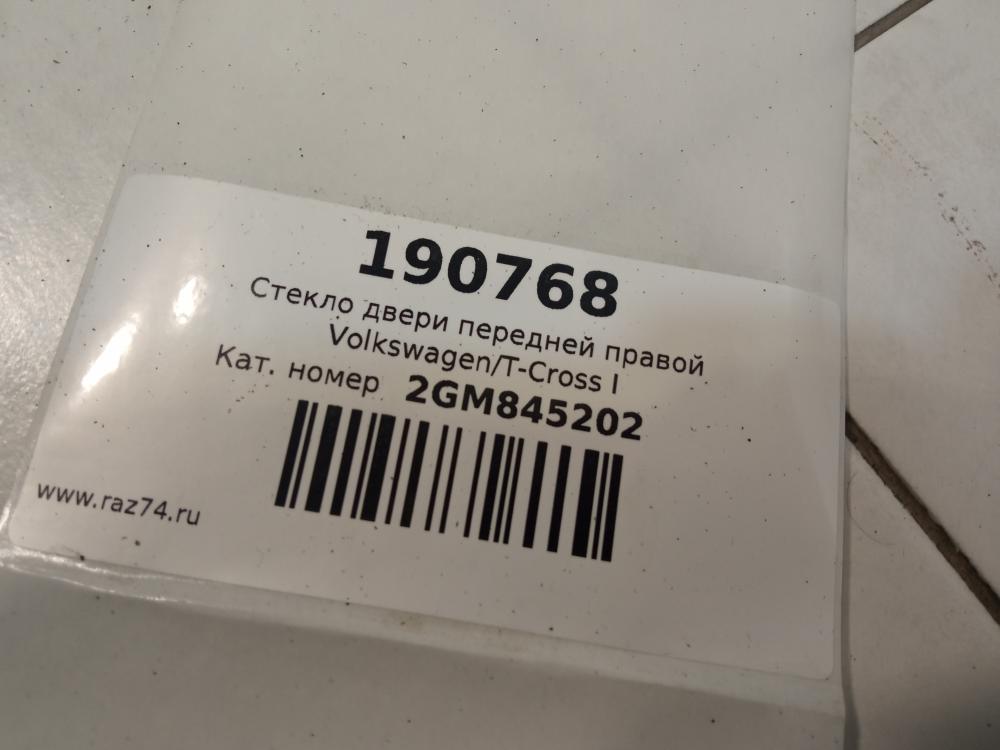 190768
Стекло двери передней правой
Volkswagen/T-Cross I
Кат. номер 2GM845202
www.raz74.ru